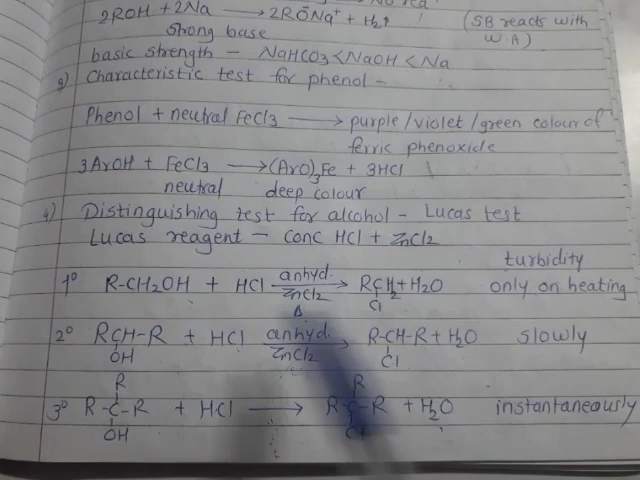 2ROH + 2Na ⟶ 2RŌNa⁺ + H₂↑ (SB reacts with
Strong base W.A)
basic strength - NaHCO3 < NaOH < Na
Characteristic test for phenol -
Phenol + neutral FeCl3 ⟶ purple/violet/green colour of
ferric phenoxide
3ArOH + FeCl3 ⟶ (ArO)₃Fe + 3HCl
neutral deep colour
4) Distinguishing test for alcohol - Lucas test
Lucas reagent - Conc HCl + ZnCl2
turbidity
1° R-CH2OH + HCl anhyd. ZnCl2 Δ ⟶ RCH2 + H2O only on heating
Cl
2° RCH-R + HCl anhyd. ZnCl2 ⟶ R-CH-R + H2O slowly
OH Cl
R R
3° R-C-R + HCl ⟶ R-C-R + H2O instantaneously
OH Cl